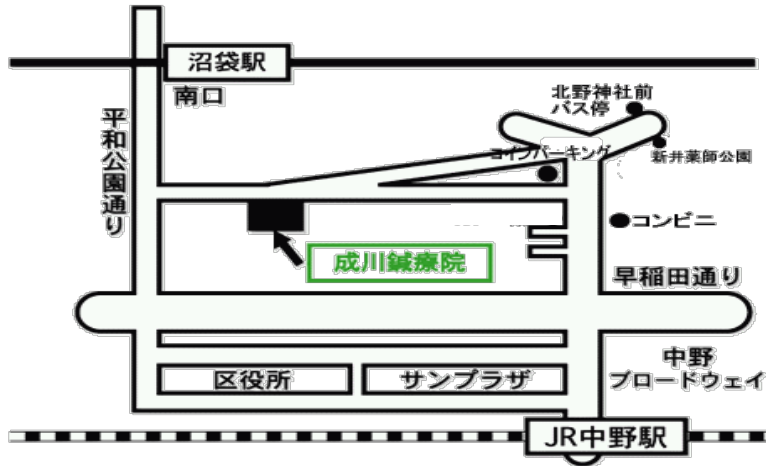 沼袋駅
南口
平和公園通り
北野神社前
バス停
コインパーキング
新井薬師公園
コンビニ
成川鍼療院
早稲田通り
区役所
サンプラザ
中野
ブロードウェイ
JR中野駅